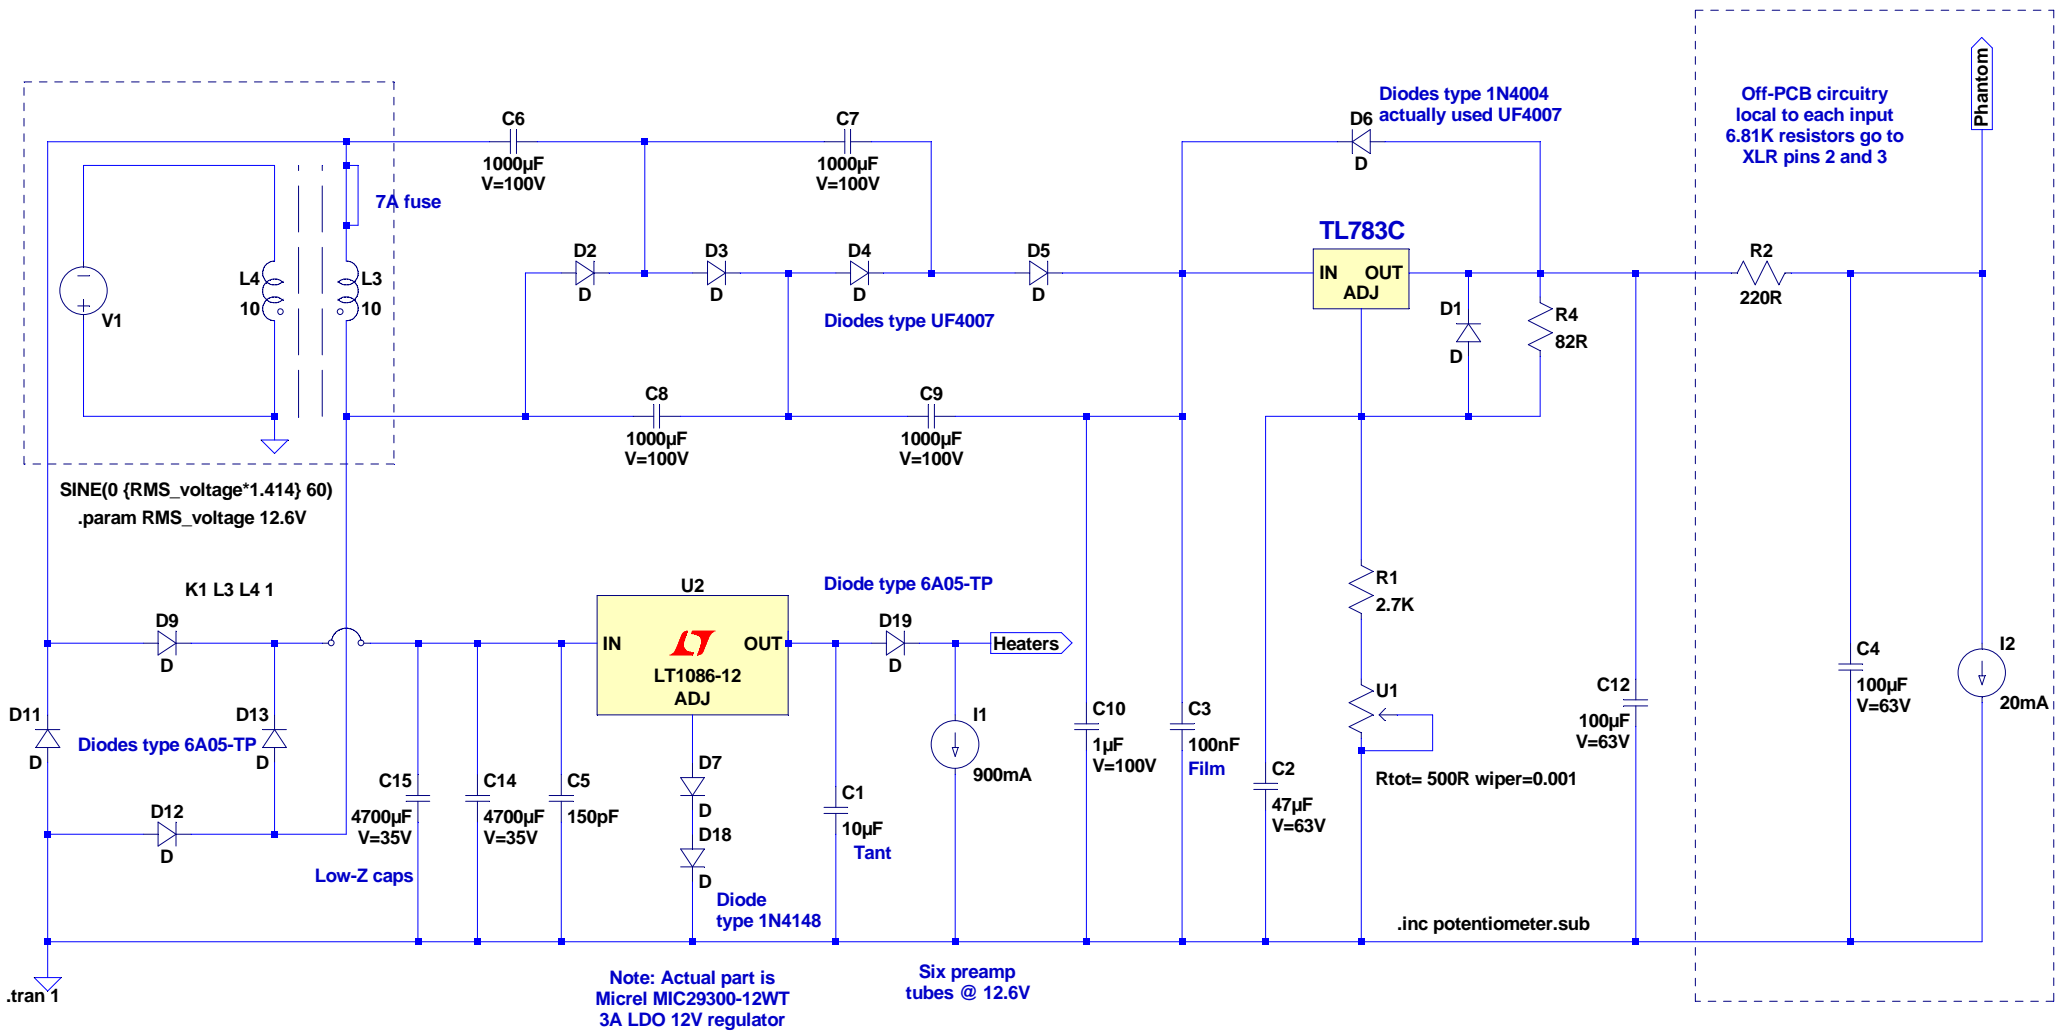 Phantom
Off-PCB circuitry
local to each input
6.81K resistors go to
XLR pins 2 and 3
Diodes type 1N4004
actually used UF4007
D6
D
C6
1000µF
V=100V
C7
1000µF
V=100V
7A fuse
TL783C
IN OUT
ADJ
R2
220R
D2
D
D3
D
D4
D
D5
D
Diodes type UF4007
L4
10
L3
10
V1
D1
D
R4
82R
C8
1000µF
V=100V
C9
1000µF
V=100V
SINE(0 {RMS_voltage*1.414} 60)
.param RMS_voltage 12.6V
K1 L3 L4 1
D9
D
U2
IN OUT
LT1086-12
ADJ
Diode type 6A05-TP
D19
D
Heaters
R1
2.7K
I2
20mA
C4
100µF
V=63V
C12
100µF
V=63V
U1
Rtot= 500R wiper=0.001
D11
D
Diodes type 6A05-TP
D13
D
D12
D
C15
4700µF
V=35V
C14
4700µF
V=35V
C5
150pF
Low-Z caps
D7
D
D18
D
Diode
type 1N4148
C1
10µF
Tant
I1
900mA
C10
1µF
V=100V
C3
100nF
Film
C2
47µF
V=63V
.inc potentiometer.sub
.tran 1
Note: Actual part is
Micrel MIC29300-12WT
3A LDO 12V regulator
Six preamp
tubes @ 12.6V